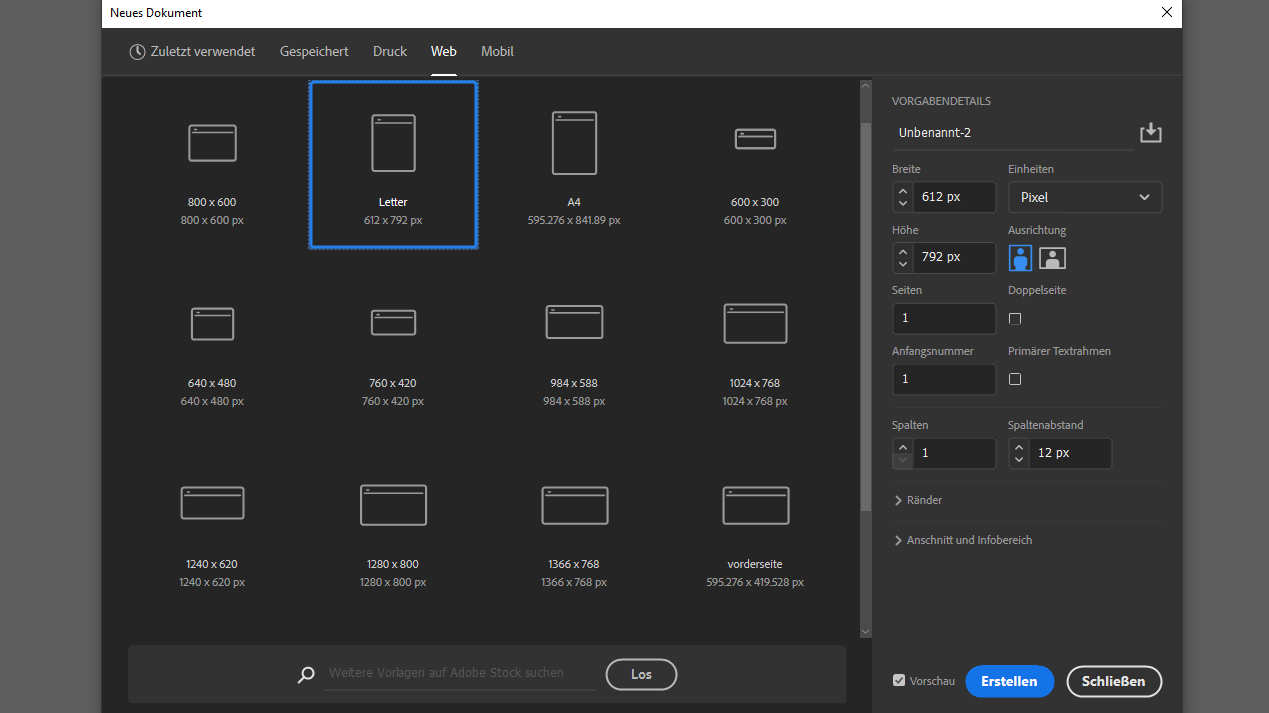 Neues Dokument
Zuletzt verwendet Gespeichert Druck Web Mobil
800 x 600
800 x 600 px
Letter
612 x 792 px
A4
595.276 x 841.89 px
600 x 300
600 x 300 px
640 x 480
640 x 480 px
760 x 420
760 x 420 px
984 x 588
984 x 588 px
1024 x 768
1024 x 768 px
1240 x 620
1240 x 620 px
1280 x 800
1280 x 800 px
1366 x 768
1366 x 768 px
vorderseite
595.276 x 419.528 px
Weitere Vorlagen auf Adobe Stock suchen
Los
VORGABENDETAILS
Unbenannt-2
Breite Einheiten
612 px Pixel
Höhe Ausrichtung
792 px
Seiten Doppelseite
1
Anfangsnummer Primärer Textrahmen
1
Spalten Spaltenabstand
1 12 px
Ränder
Anschnitt und Infobereich
Vorschau Erstellen Schließen